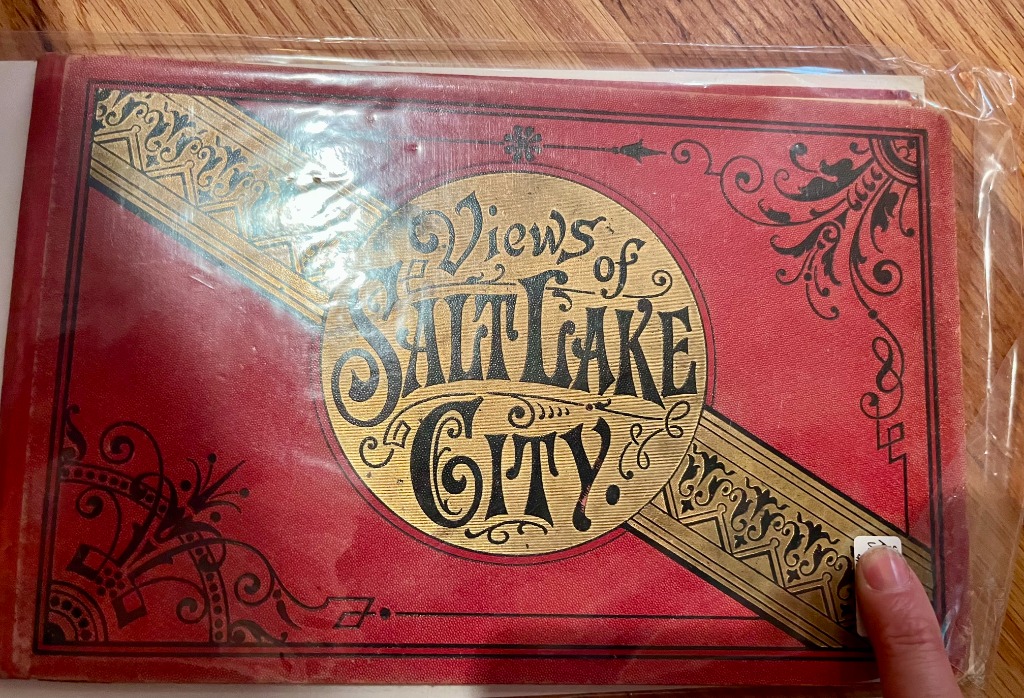 Views of
Salt Lake
City.